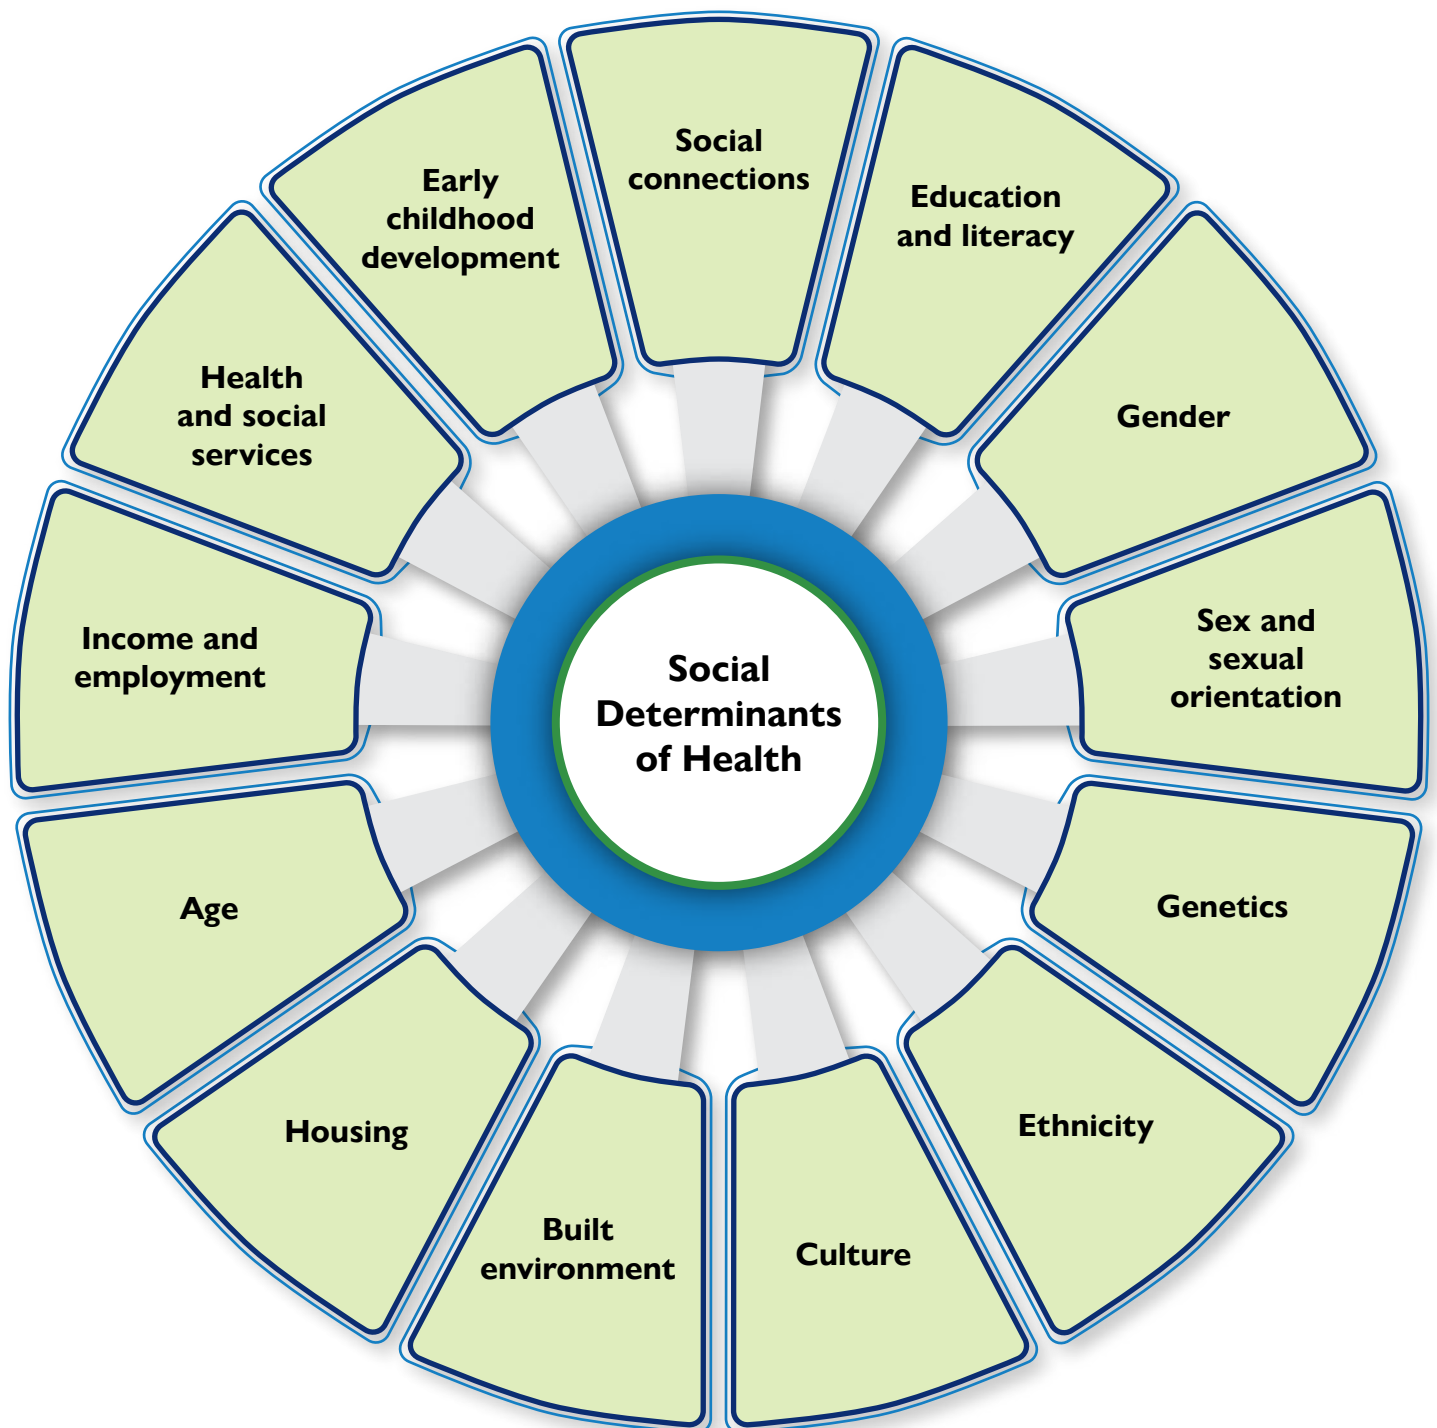 Social
connections
Education
and literacy
Gender
Sex and
sexual
orientation
Genetics
Ethnicity
Culture
Built
environment
Housing
Age
Income and
employment
Health
and social
services
Early
childhood
development
Social
Determinants
of Health